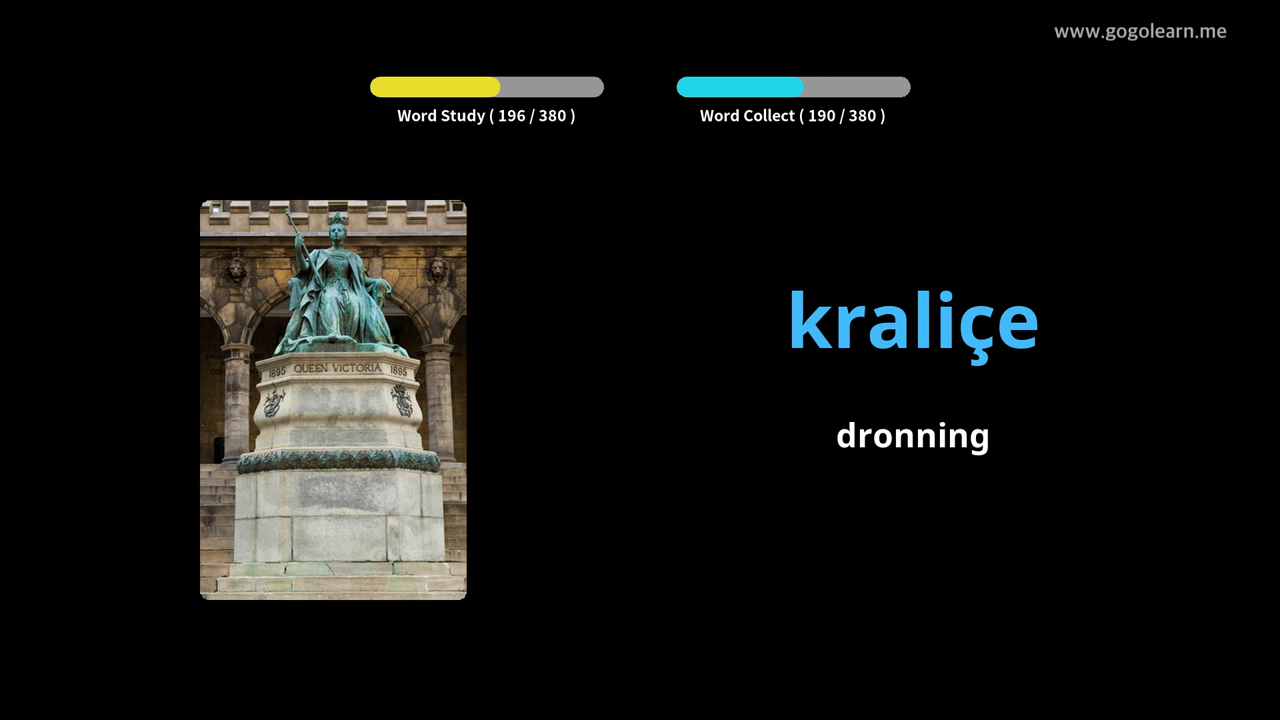 www.gogolearn.me
Word Study ( 196 / 380 )
Word Collect ( 190 / 380 )
1895 QUEEN VICTORIA 1895
kraliçe
dronning